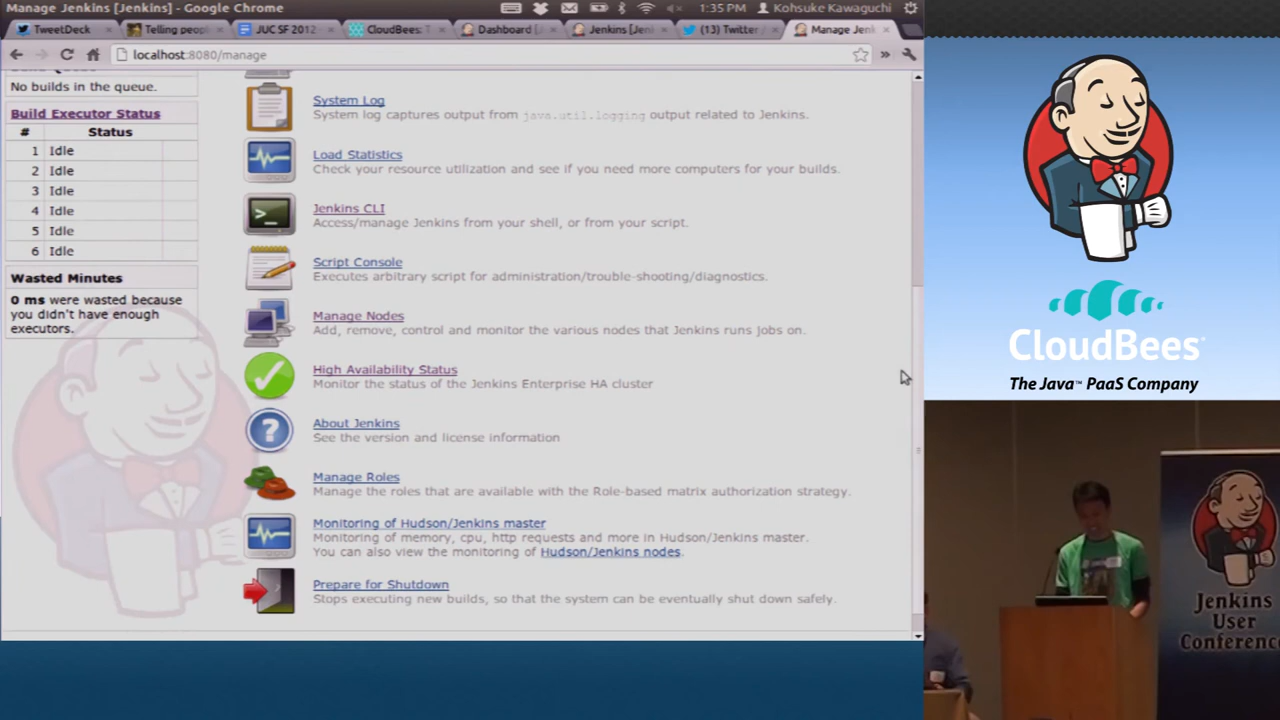 Manage Jenkins [Jenkins] - Google Chrome
1:35 PM
Kohsuke Kawaguchi
TweetDeck
Telling peopl
JUC SF 2012
CloudBees: T
Dashboard [J
Jenkins [Jen
(13) Twitter /
Manage Jenk
localhost:8080/manage
No builds in the queue.
Build Executor Status
# Status
1 Idle
2 Idle
3 Idle
4 Idle
5 Idle
6 Idle
Wasted Minutes
0 ms were wasted because
you didn't have enough
executors.
System Log
System log captures output from java.util.logging output related to Jenkins.
Load Statistics
Check your resource utilization and see if you need more computers for your builds.
Jenkins CLI
Access/manage Jenkins from your shell, or from your script.
Script Console
Executes arbitrary script for administration/trouble-shooting/diagnostics.
Manage Nodes
Add, remove, control and monitor the various nodes that Jenkins runs jobs on.
High Availability Status
Monitor the status of the Jenkins Enterprise HA cluster
About Jenkins
See the version and license information
Manage Roles
Manage the roles that are available with the Role-based matrix authorization strategy.
Monitoring of Hudson/Jenkins master
Monitoring of memory, cpu, http requests and more in Hudson/Jenkins master.
You can also view the monitoring of Hudson/Jenkins nodes.
Prepare for Shutdown
Stops executing new builds, so that the system can be eventually shut down safely.
CloudBees
The Java™ PaaS Company
Jenkins
User
Conference